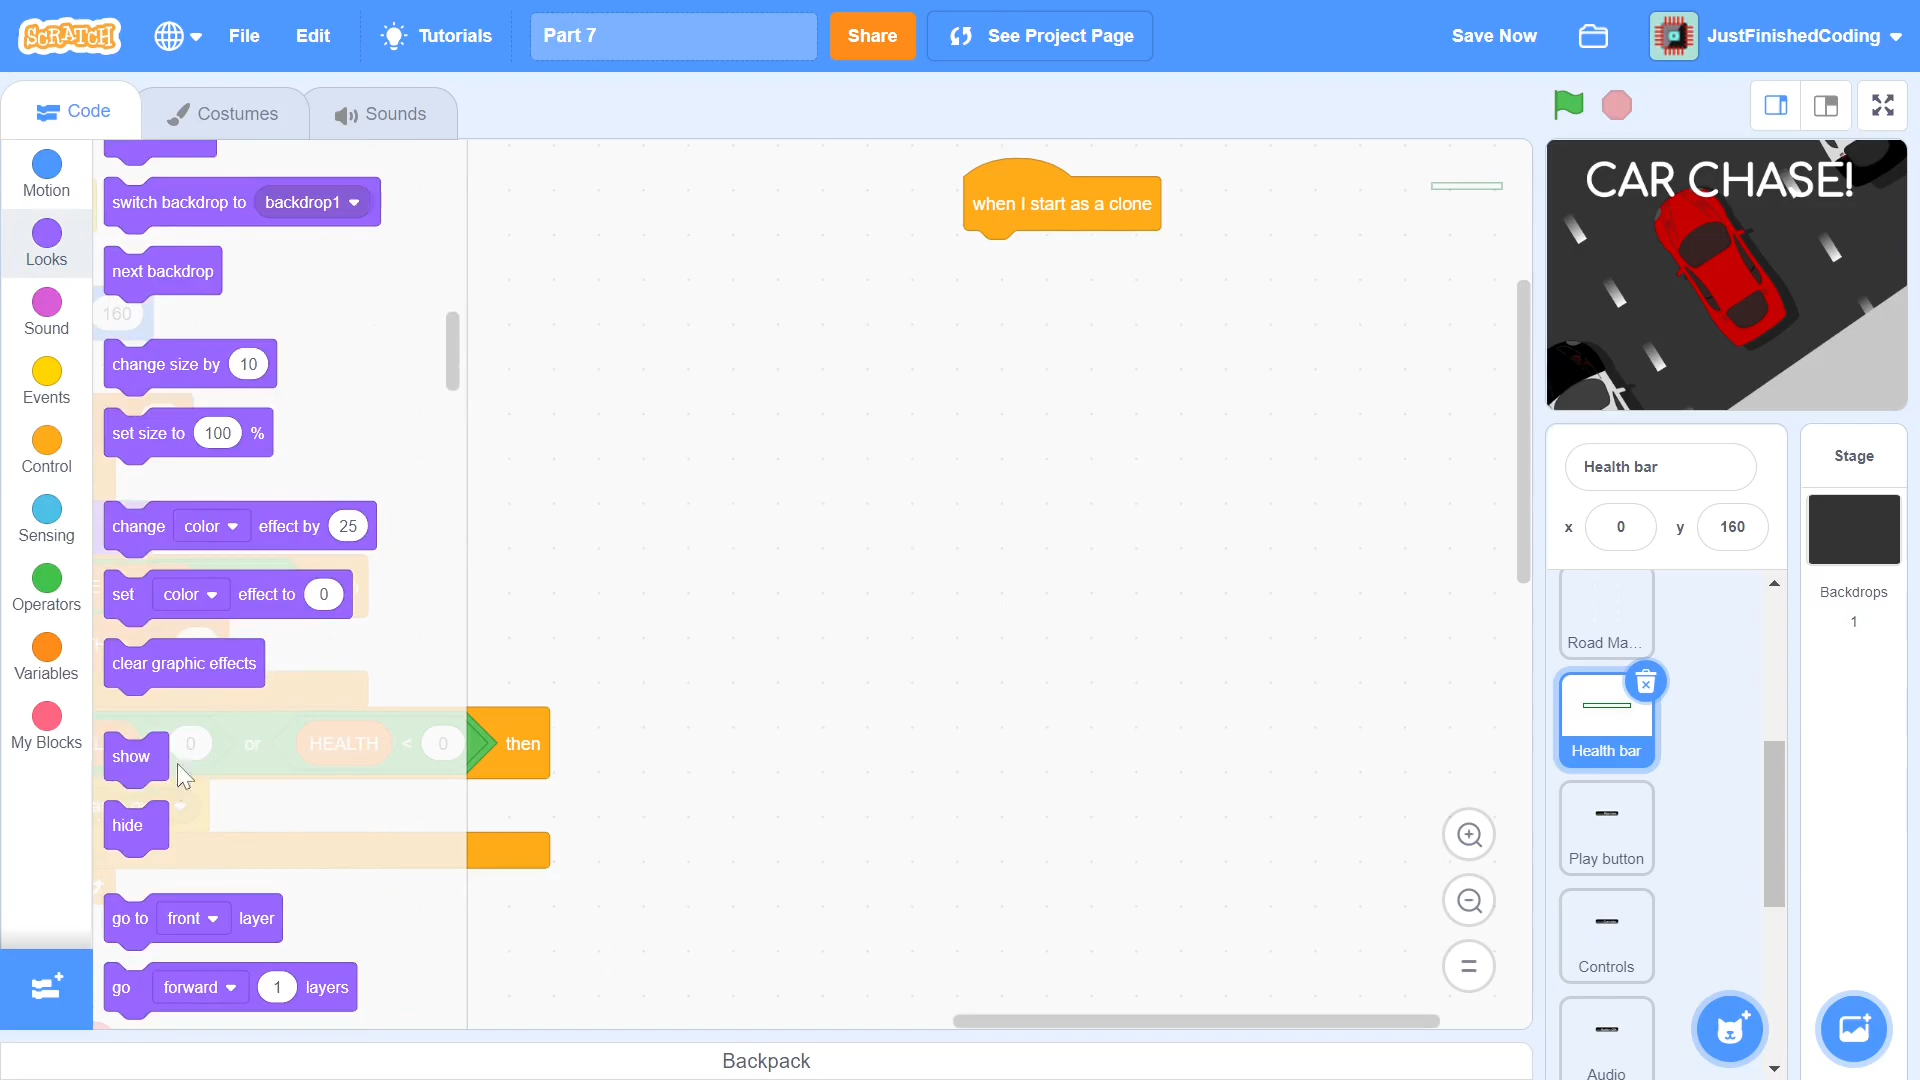 SCRATCH
File
Edit
Tutorials
Part 7
Share
See Project Page
Save Now
JustFinishedCoding
Code
Costumes
Sounds
Motion
Looks
Sound
Events
Control
Sensing
Operators
Variables
My Blocks
switch backdrop to backdrop1
next backdrop
160
change size by 10
set size to 100 %
change color effect by 25
set color effect to 0
clear graphic effects
show
hide
go to front layer
go forward 1 layers
0 or HEALTH < 0 then
when I start as a clone
CAR CHASE!
Health bar
x 0 y 160
Road Ma...
Health bar
Play button
Controls
Audio
Stage
Backdrops
1
Backpack